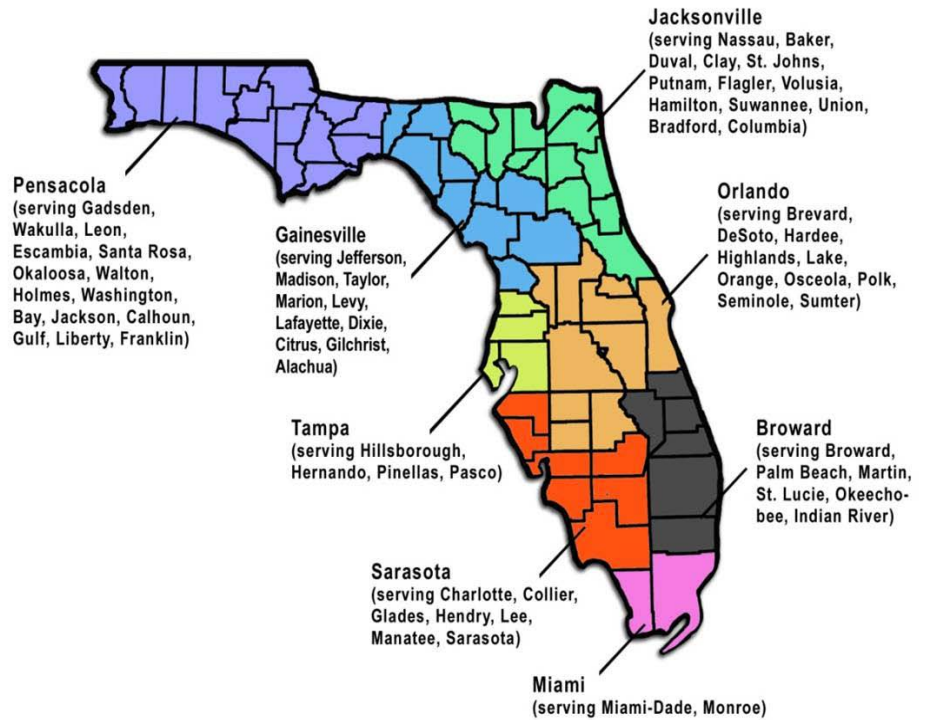 Jacksonville
(serving Nassau, Baker,
Duval, Clay, St. Johns,
Putnam, Flagler, Volusia,
Hamilton, Suwannee, Union,
Bradford, Columbia)
Pensacola
(serving Gadsden,
Wakulla, Leon,
Escambia, Santa Rosa,
Okaloosa, Walton,
Holmes, Washington,
Bay, Jackson, Calhoun,
Gulf, Liberty, Franklin)
Gainesville
(serving Jefferson,
Madison, Taylor,
Marion, Levy,
Lafayette, Dixie,
Citrus, Gilchrist,
Alachua)
Orlando
(serving Brevard,
DeSoto, Hardee,
Highlands, Lake,
Orange, Osceola, Polk,
Seminole, Sumter)
Tampa
(serving Hillsborough,
Hernando, Pinellas, Pasco)
Broward
(serving Broward,
Palm Beach, Martin,
St. Lucie, Okeecho-
bee, Indian River)
Sarasota
(serving Charlotte, Collier,
Glades, Hendry, Lee,
Manatee, Sarasota)
Miami
(serving Miami-Dade, Monroe)